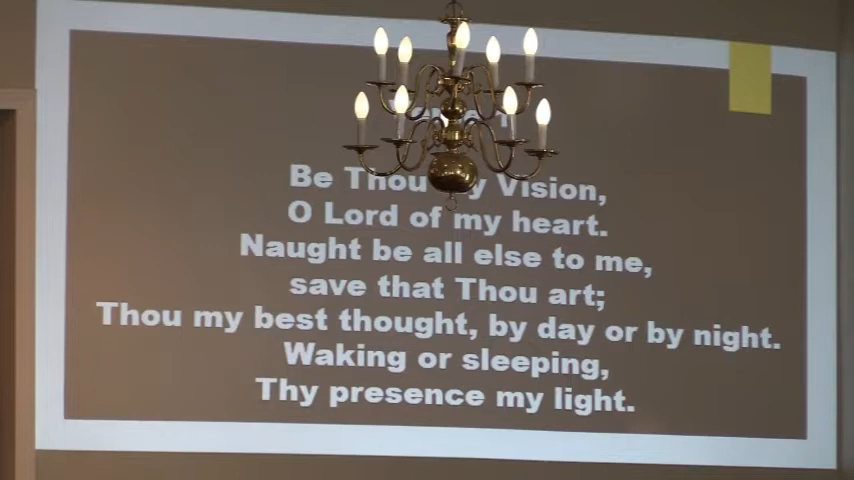 Be Thou my Vision,
O Lord of my heart.
Naught be all else to me,
save that Thou art;
Thou my best thought, by day or by night.
Waking or sleeping,
Thy presence my light.